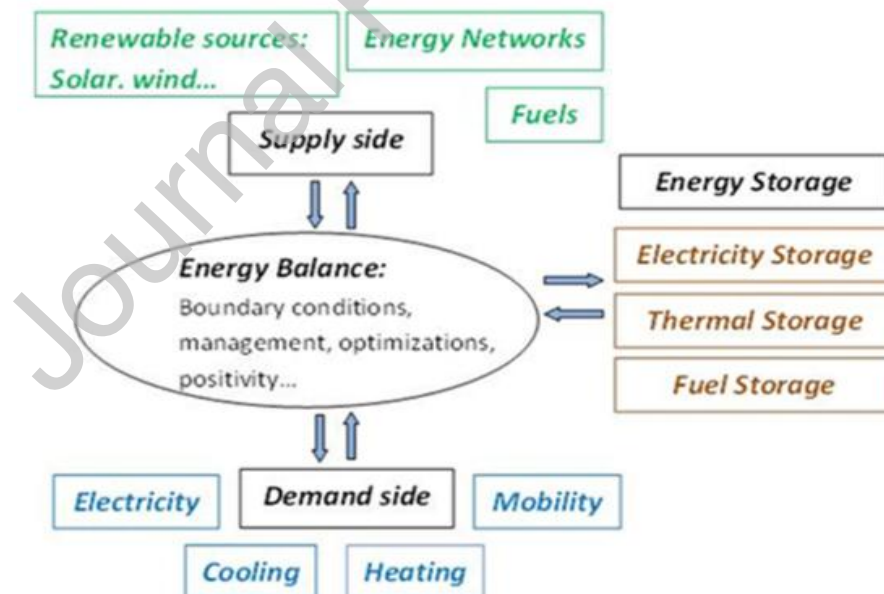 Renewable sources:
Solar. wind...
Energy Networks
Fuels
Supply side
Energy Storage
Electricity Storage
Thermal Storage
Fuel Storage
Energy Balance:
Boundary conditions,
management, optimizations,
positivity...
Electricity
Demand side
Mobility
Cooling
Heating
Journal